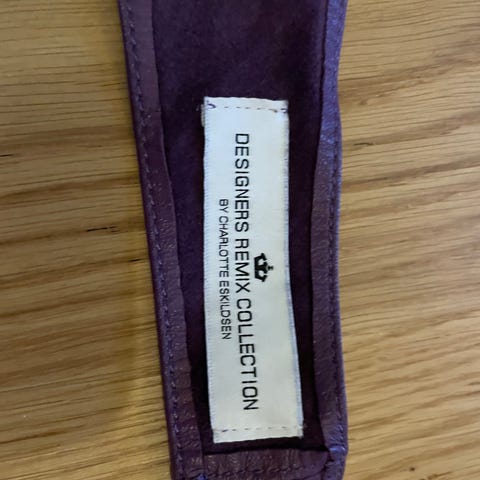 DESIGNERS REMIX COLLECTION
BY CHARLOTTE ESKILDSEN